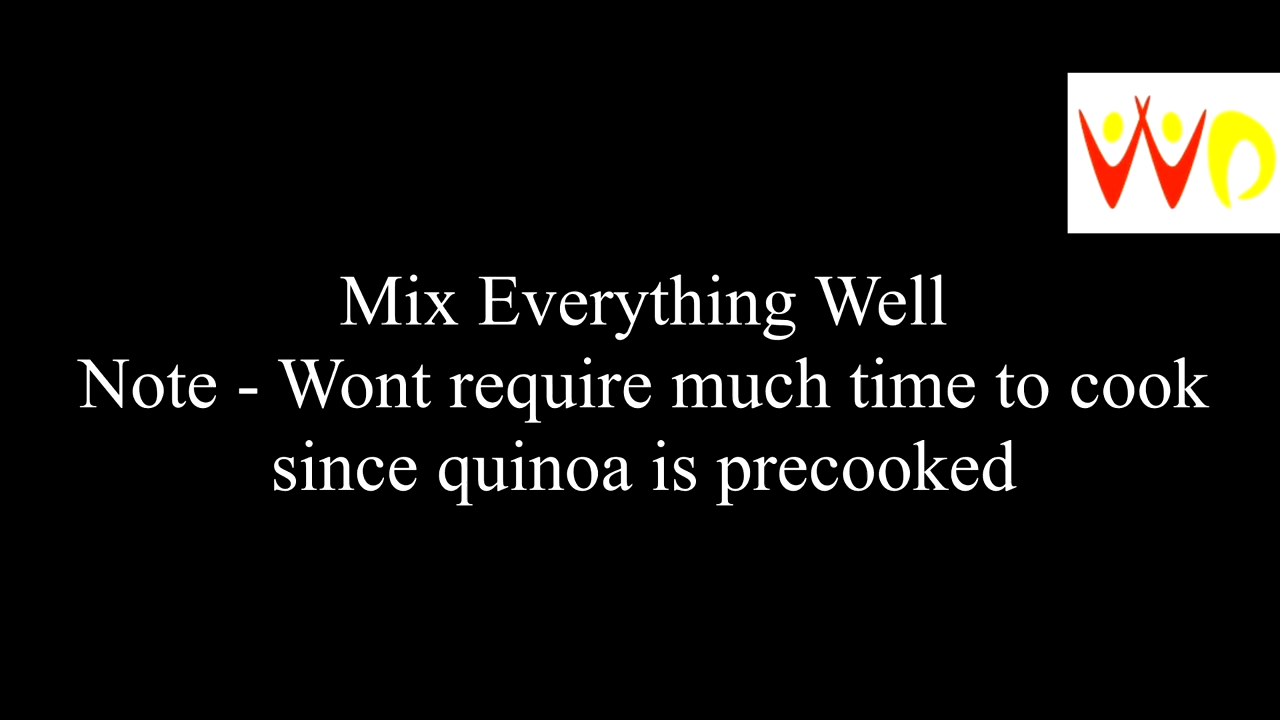 Mix Everything Well
Note - Wont require much time to cook
since quinoa is precooked